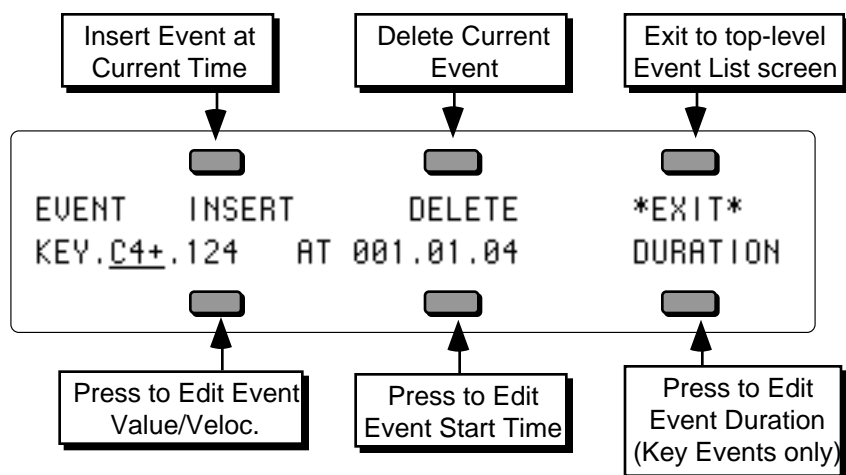 Insert Event at
Current Time
Delete Current
Event
Exit to top-level
Event List screen
EVENT INSERT DELETE *EXIT*
KEY.C4+.124 AT 001.01.04 DURATION
Press to Edit Event
Value/Veloc.
Press to Edit
Event Start Time
Press to Edit
Event Duration
(Key Events only)